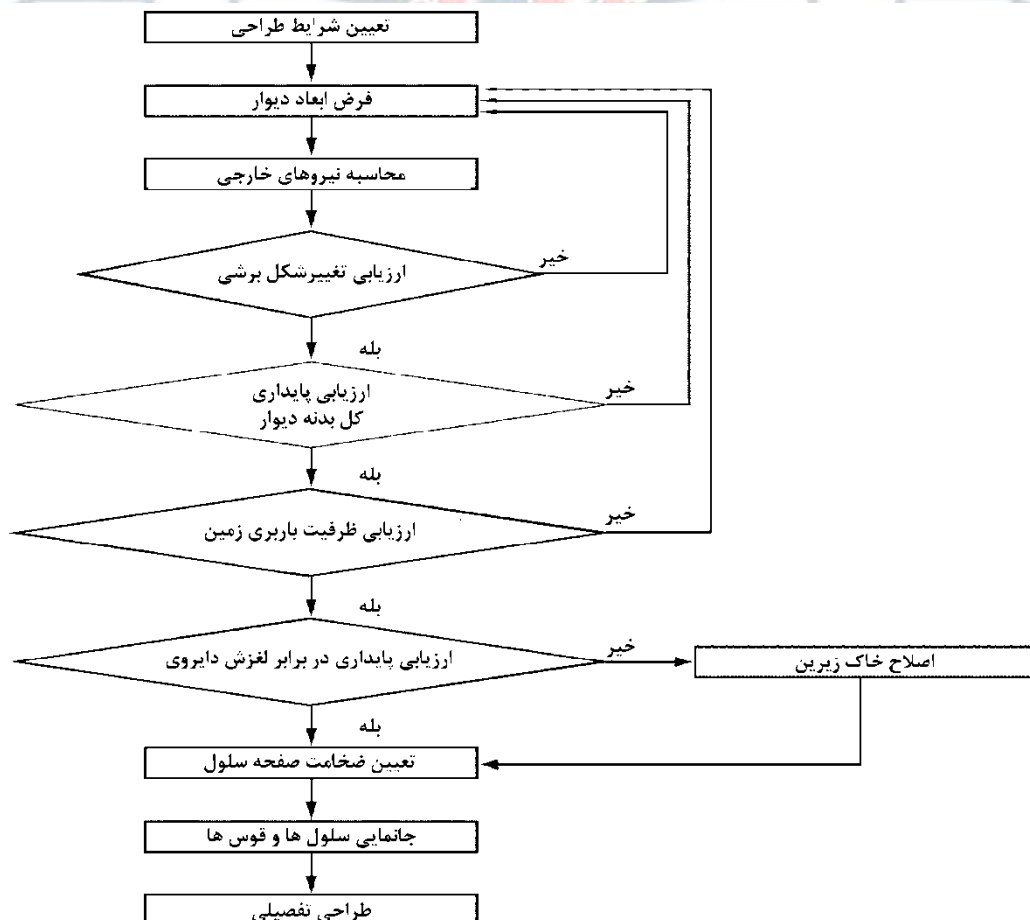 تعیین شرایط طراحی
فرض ابعاد دیوار
محاسبه نیروهای خارجی
ارزیابی تغییرشکل برشی
خیر
بله
ارزیابی پایداری
کل بدنه دیوار
خیر
بله
ارزیابی ظرفیت باربری زمین
خیر
بله
ارزیابی پایداری در برابر لغزش دایروی
خیر
اصلاح خاک زیرین
بله
تعیین ضخامت صفحه سلول
جانمایی سلول ها و قوس ها
طراحی تفصیلی